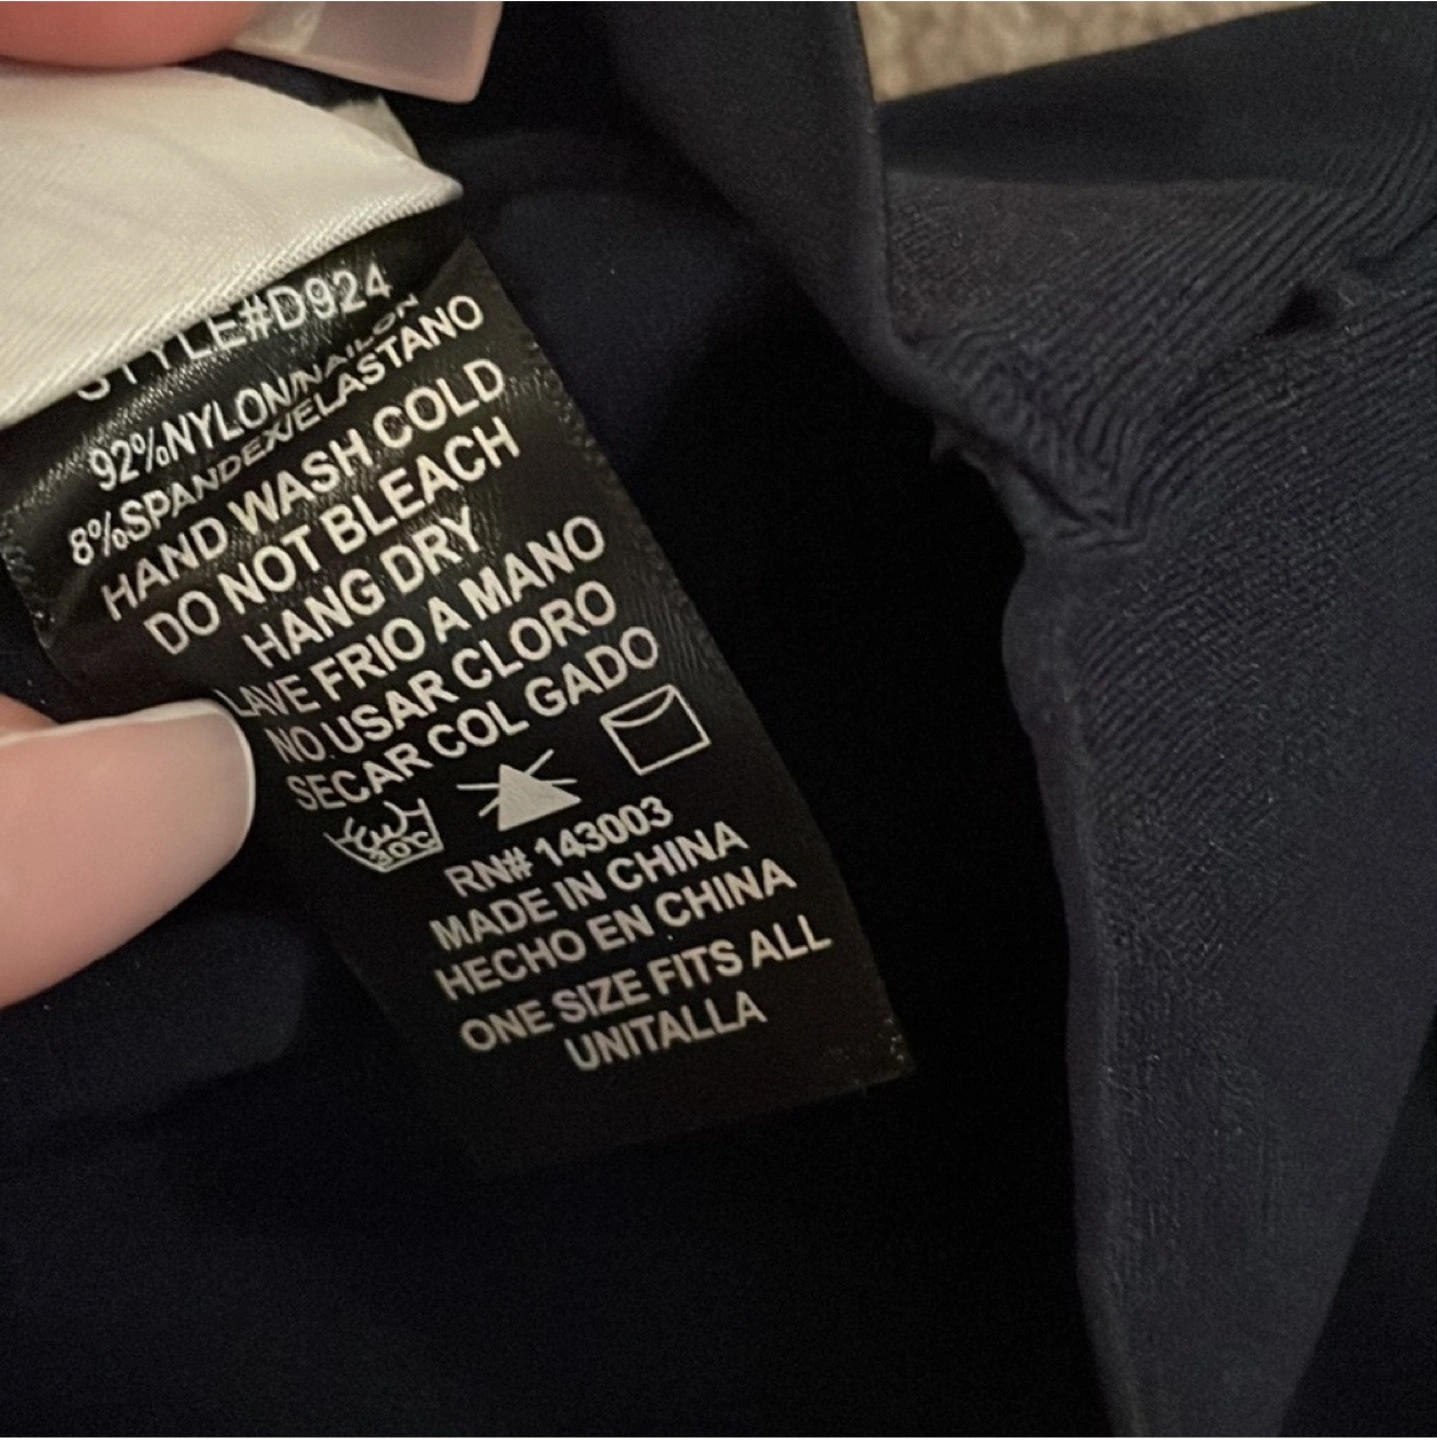 STYLE#D924
92%NYLON/NAILON
8%SPANDEX/ELASTANO
HAND WASH COLD
DO NOT BLEACH
HANG DRY
LAVE FRIO A MANO
NO USAR CLORO
SECAR COL GADO
30°C
RN# 143003
MADE IN CHINA
HECHO EN CHINA
ONE SIZE FITS ALL
UNITALLA